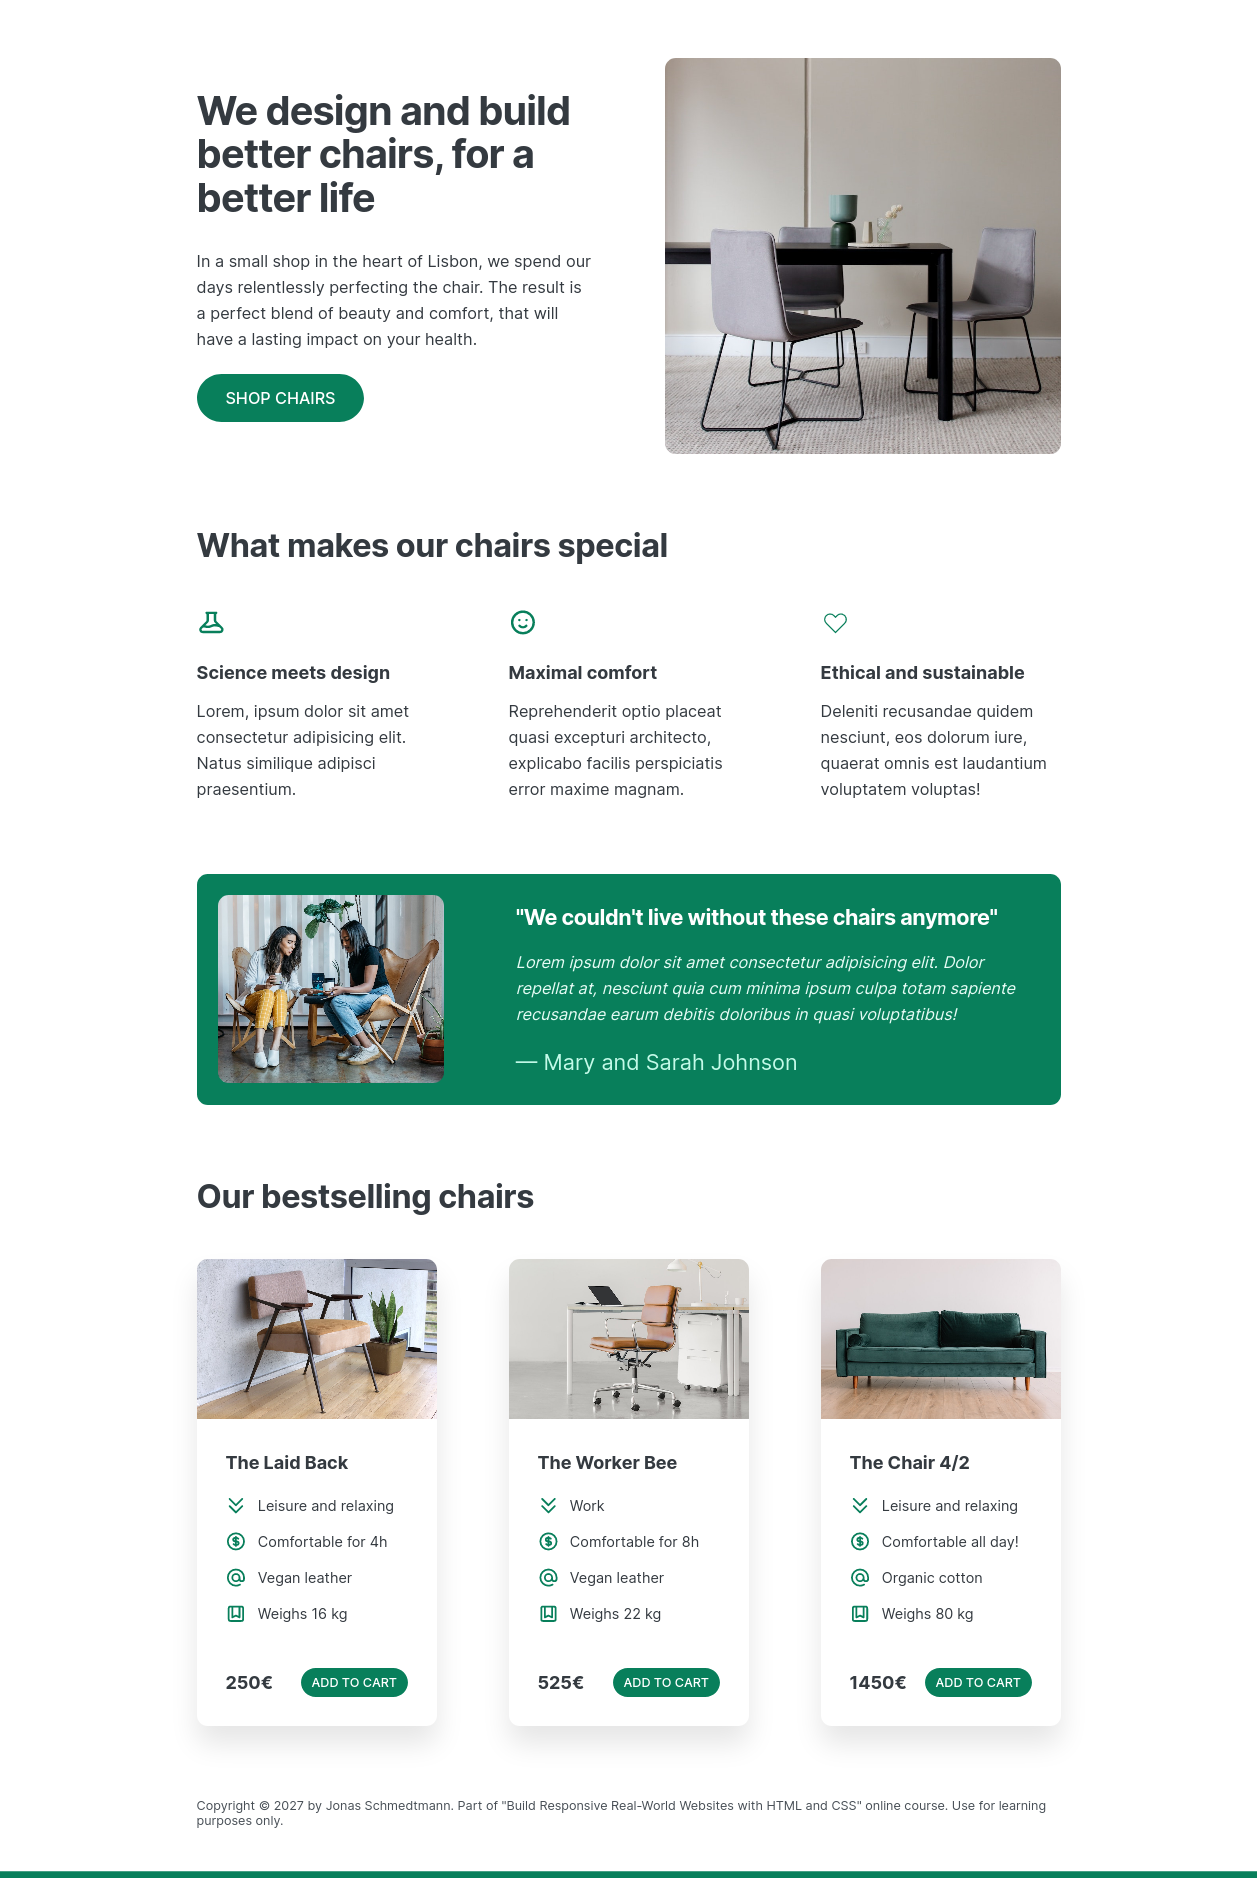 We design and build
better chairs, for a
better life
In a small shop in the heart of Lisbon, we spend our
days relentlessly perfecting the chair. The result is
a perfect blend of beauty and comfort, that will
have a lasting impact on your health.
SHOP CHAIRS
What makes our chairs special
Science meets design
Lorem, ipsum dolor sit amet
consectetur adipisicing elit.
Natus similique adipisci
praesentium.
Maximal comfort
Reprehenderit optio placeat
quasi excepturi architecto,
explicabo facilis perspiciatis
error maxime magnam.
Ethical and sustainable
Deleniti recusandae quidem
nesciunt, eos dolorum iure,
quaerat omnis est laudantium
voluptatem voluptas!
"We couldn't live without these chairs anymore"
Lorem ipsum dolor sit amet consectetur adipisicing elit. Dolor
repellat at, nesciunt quia cum minima ipsum culpa totam sapiente
recusandae earum debitis doloribus in quasi voluptatibus!
— Mary and Sarah Johnson
Our bestselling chairs
The Laid Back
Leisure and relaxing
Comfortable for 4h
Vegan leather
Weighs 16 kg
250€ ADD TO CART
The Worker Bee
Work
Comfortable for 8h
Vegan leather
Weighs 22 kg
525€ ADD TO CART
The Chair 4/2
Leisure and relaxing
Comfortable all day!
Organic cotton
Weighs 80 kg
1450€ ADD TO CART
Copyright © 2027 by Jonas Schmedtmann. Part of "Build Responsive Real-World Websites with HTML and CSS" online course. Use for learning
purposes only.